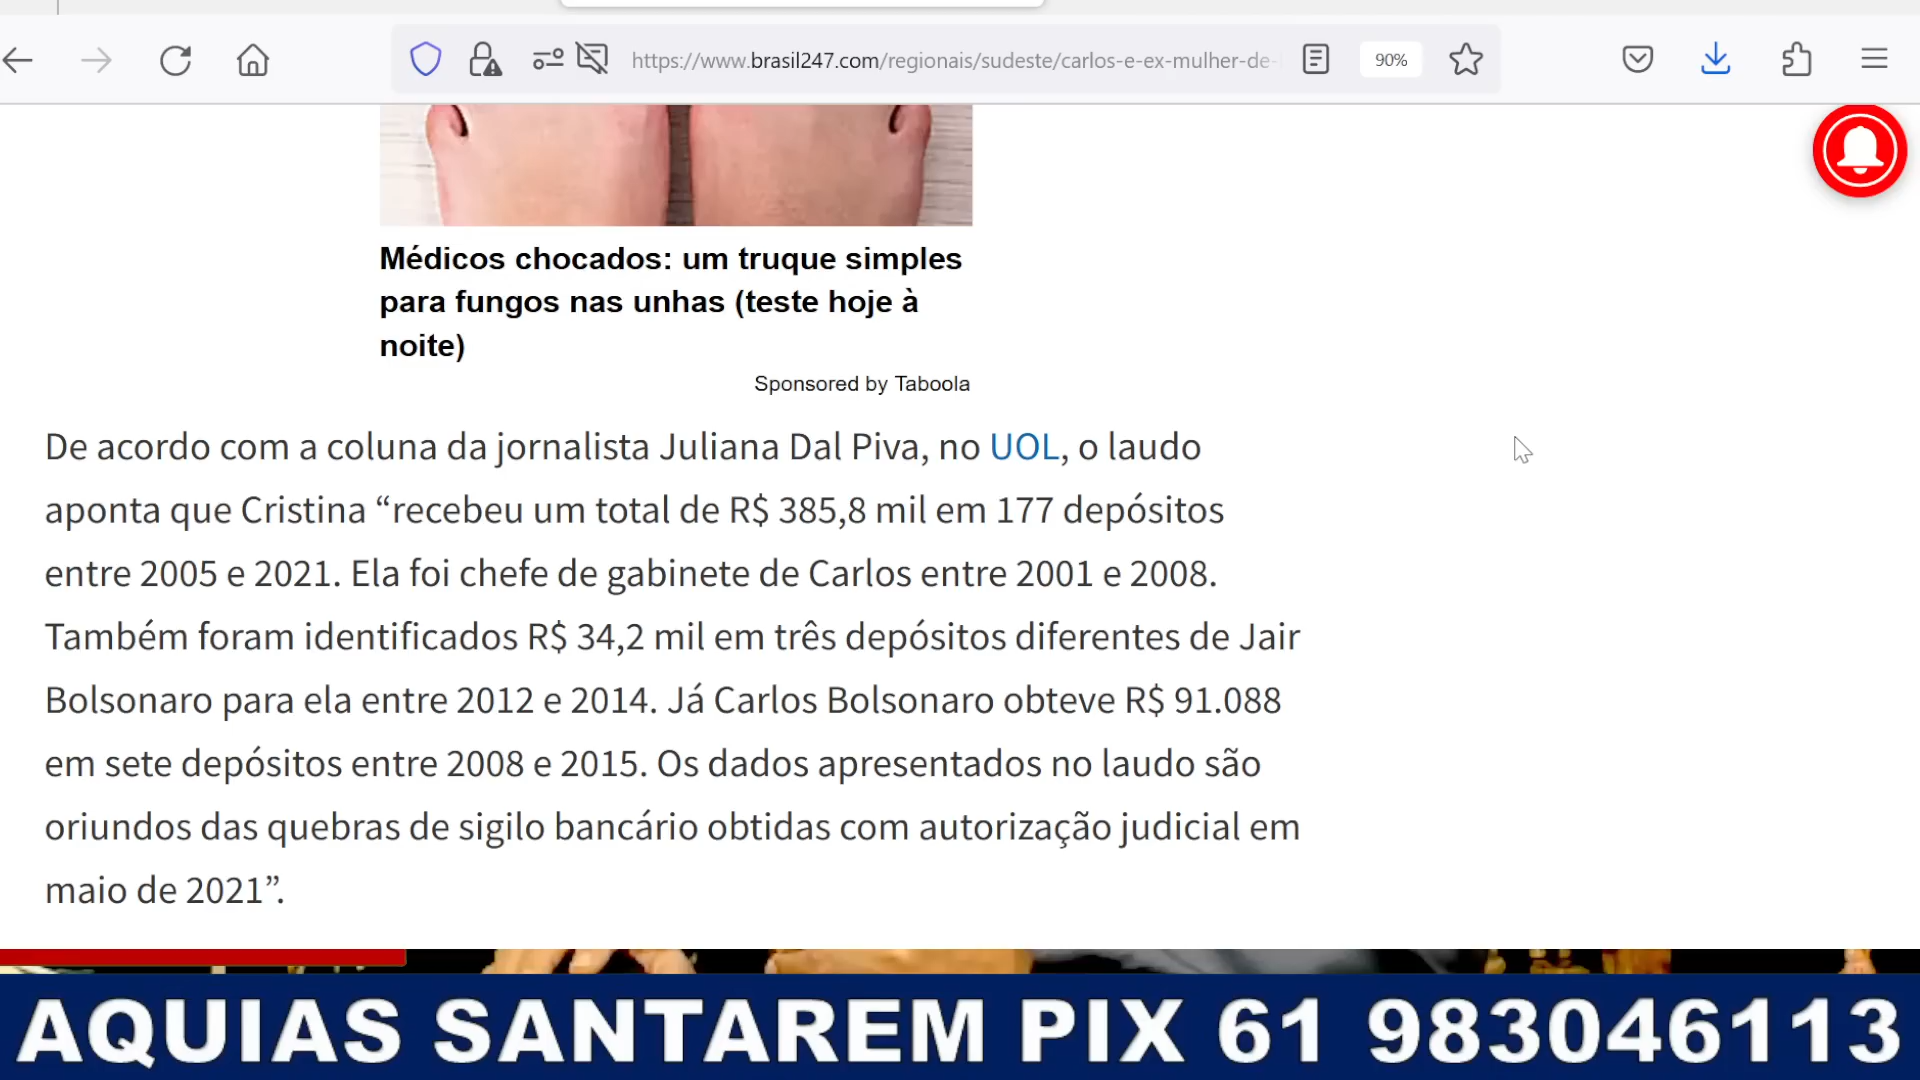 https://www.brasil247.com/regionais/sudeste/carlos-e-ex-mulher-de-
90%
Médicos chocados: um truque simples
para fungos nas unhas (teste hoje à
noite)
Sponsored by Taboola
De acordo com a coluna da jornalista Juliana Dal Piva, no UOL, o laudo
aponta que Cristina “recebeu um total de R$ 385,8 mil em 177 depósitos
entre 2005 e 2021. Ela foi chefe de gabinete de Carlos entre 2001 e 2008.
Também foram identificados R$ 34,2 mil em três depósitos diferentes de Jair
Bolsonaro para ela entre 2012 e 2014. Já Carlos Bolsonaro obteve R$ 91.088
em sete depósitos entre 2008 e 2015. Os dados apresentados no laudo são
oriundos das quebras de sigilo bancário obtidas com autorização judicial em
maio de 2021”.
AQUIAS SANTAREM PIX 61 983046113